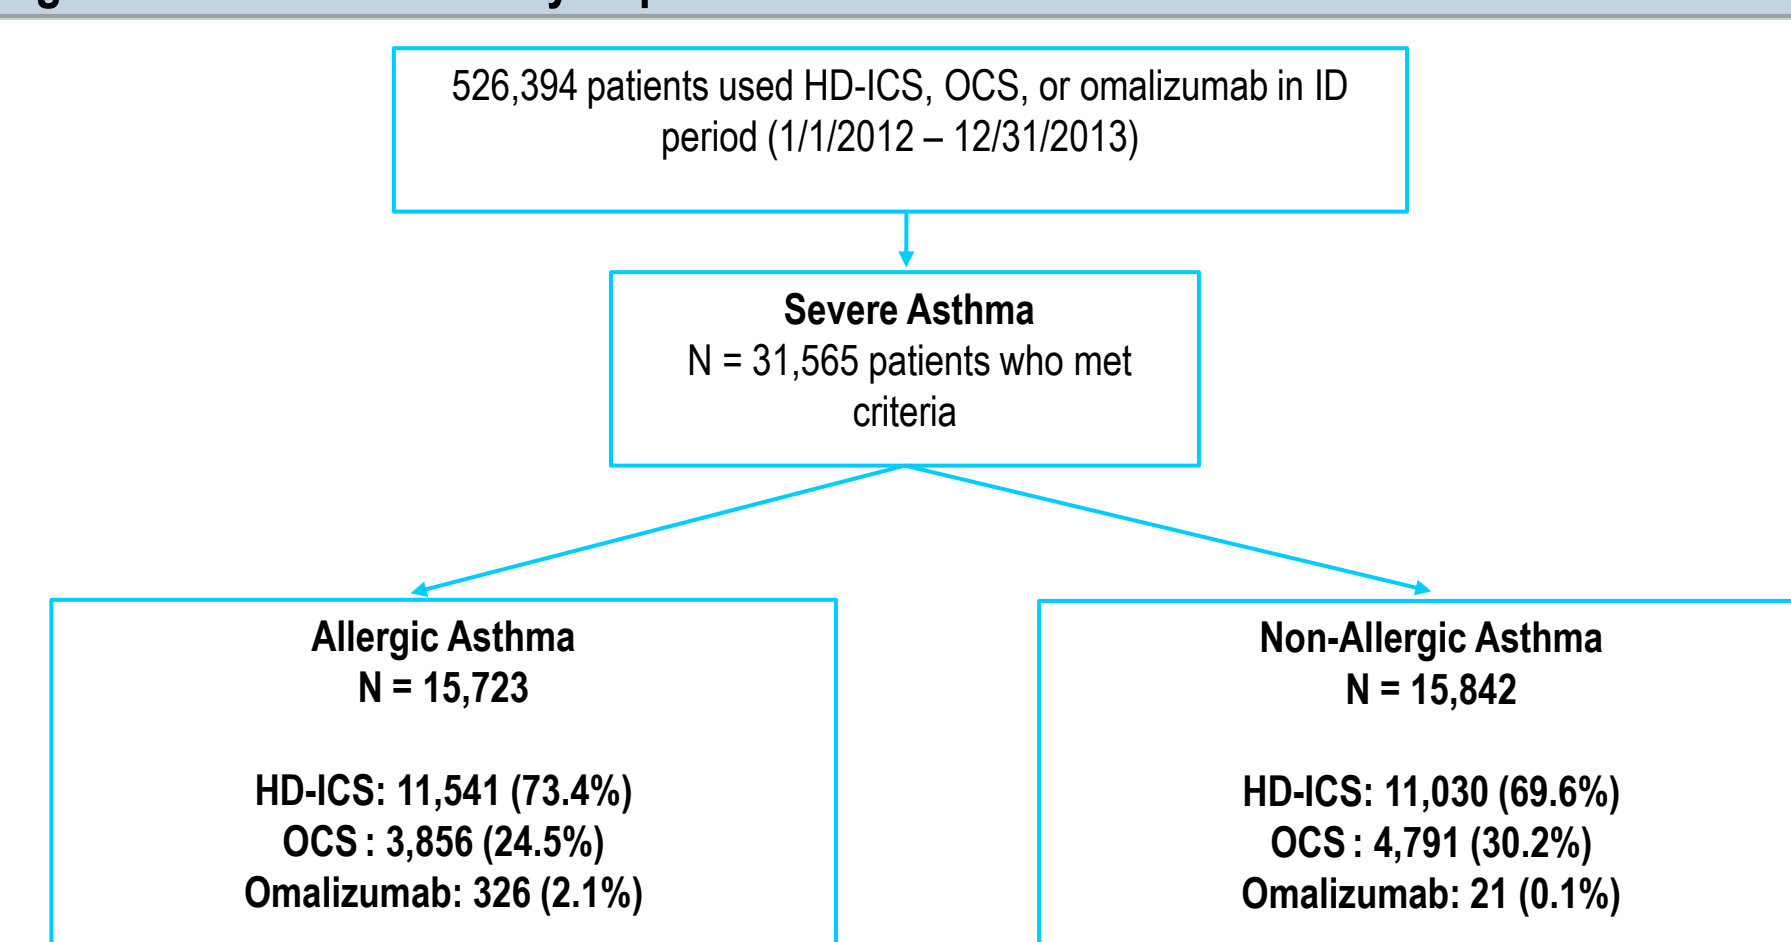 526,394 patients used HD-ICS, OCS, or omalizumab in ID
period (1/1/2012 – 12/31/2013)
Severe Asthma
N = 31,565 patients who met
criteria
Allergic Asthma
N = 15,723
HD-ICS: 11,541 (73.4%)
OCS : 3,856 (24.5%)
Omalizumab: 326 (2.1%)
Non-Allergic Asthma
N = 15,842
HD-ICS: 11,030 (69.6%)
OCS : 4,791 (30.2%)
Omalizumab: 21 (0.1%)